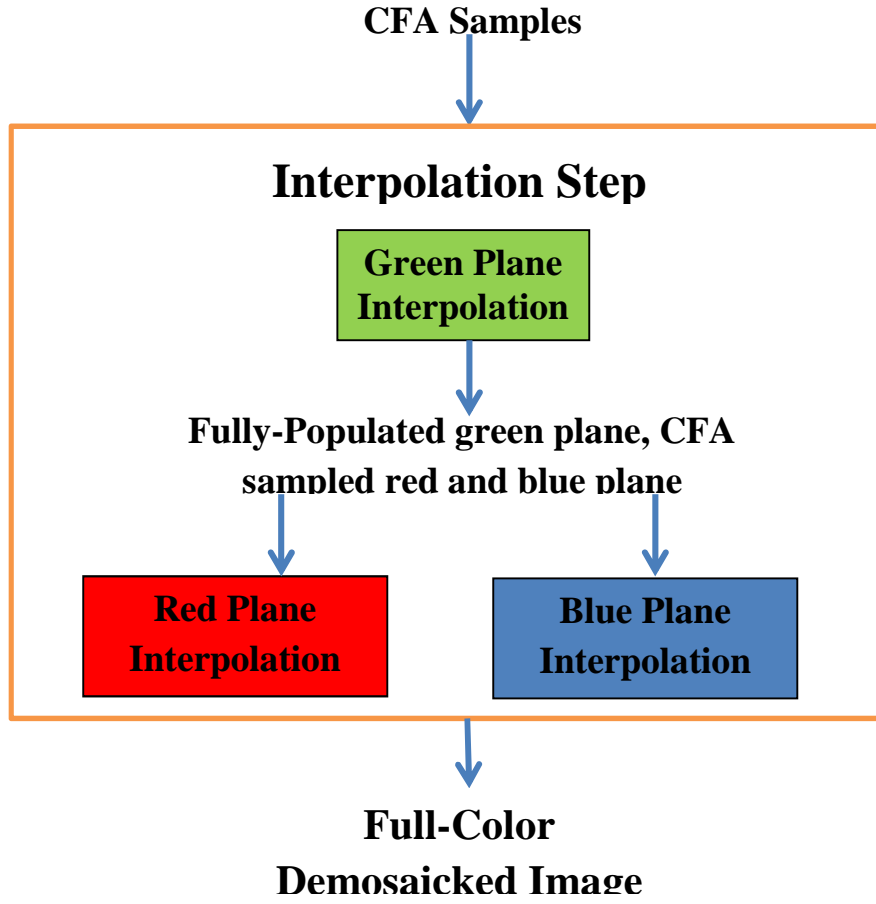 CFA Samples
Interpolation Step
Green Plane
Interpolation
Fully-Populated green plane, CFA
sampled red and blue plane
Red Plane
Interpolation
Blue Plane
Interpolation
Full-Color
Demosaicked Image